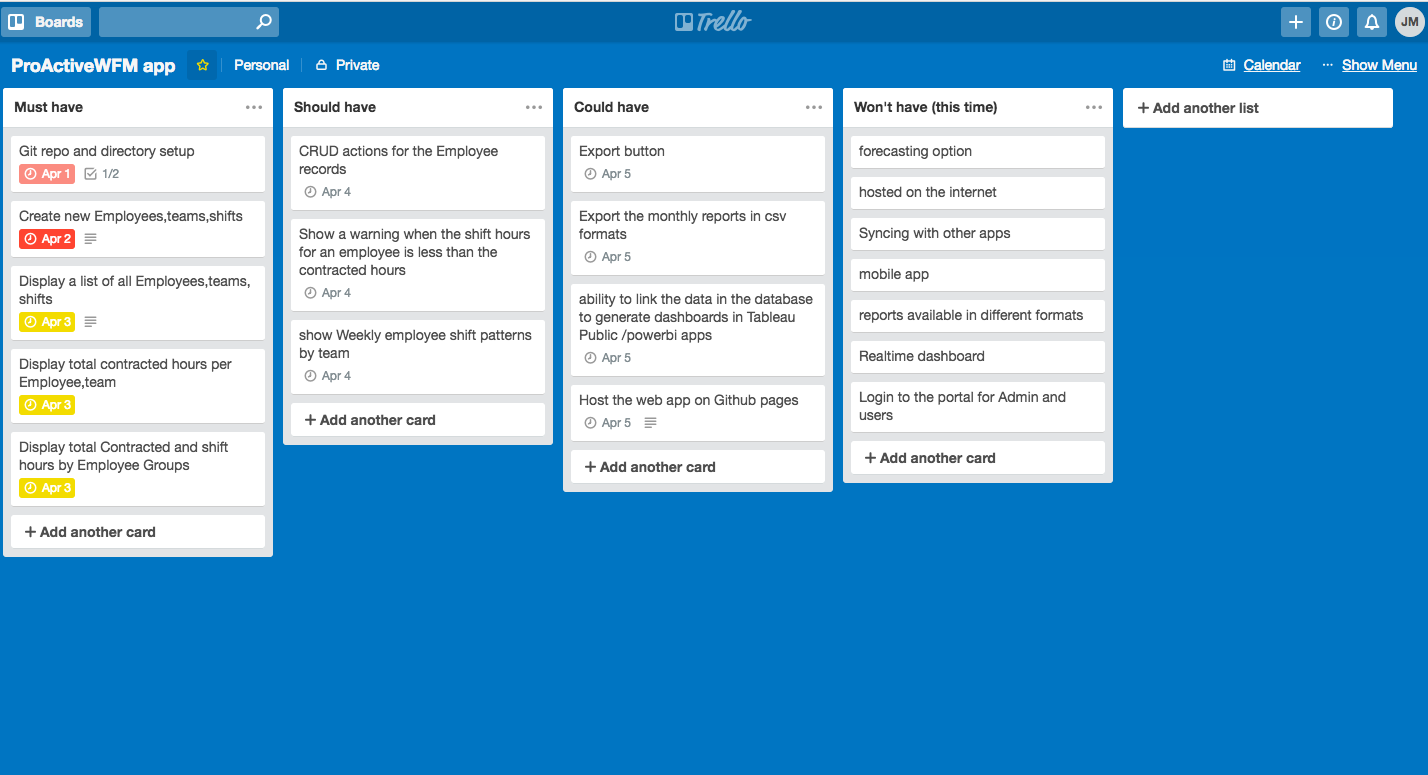 Boards
Trello
JM
ProActiveWFM app
Personal
Private
Calendar
Show Menu
Must have
Git repo and directory setup
Apr 1 1/2
Create new Employees,teams,shifts
Apr 2
Display a list of all Employees,teams,
shifts
Apr 3
Display total contracted hours per
Employee,team
Apr 3
Display total Contracted and shift
hours by Employee Groups
Apr 3
+ Add another card
Should have
CRUD actions for the Employee
records
Apr 4
Show a warning when the shift hours
for an employee is less than the
contracted hours
Apr 4
show Weekly employee shift patterns
by team
Apr 4
+ Add another card
Could have
Export button
Apr 5
Export the monthly reports in csv
formats
Apr 5
ability to link the data in the database
to generate dashboards in Tableau
Public /powerbi apps
Apr 5
Host the web app on Github pages
Apr 5
+ Add another card
Won't have (this time)
forecasting option
hosted on the internet
Syncing with other apps
mobile app
reports available in different formats
Realtime dashboard
Login to the portal for Admin and
users
+ Add another card
+ Add another list